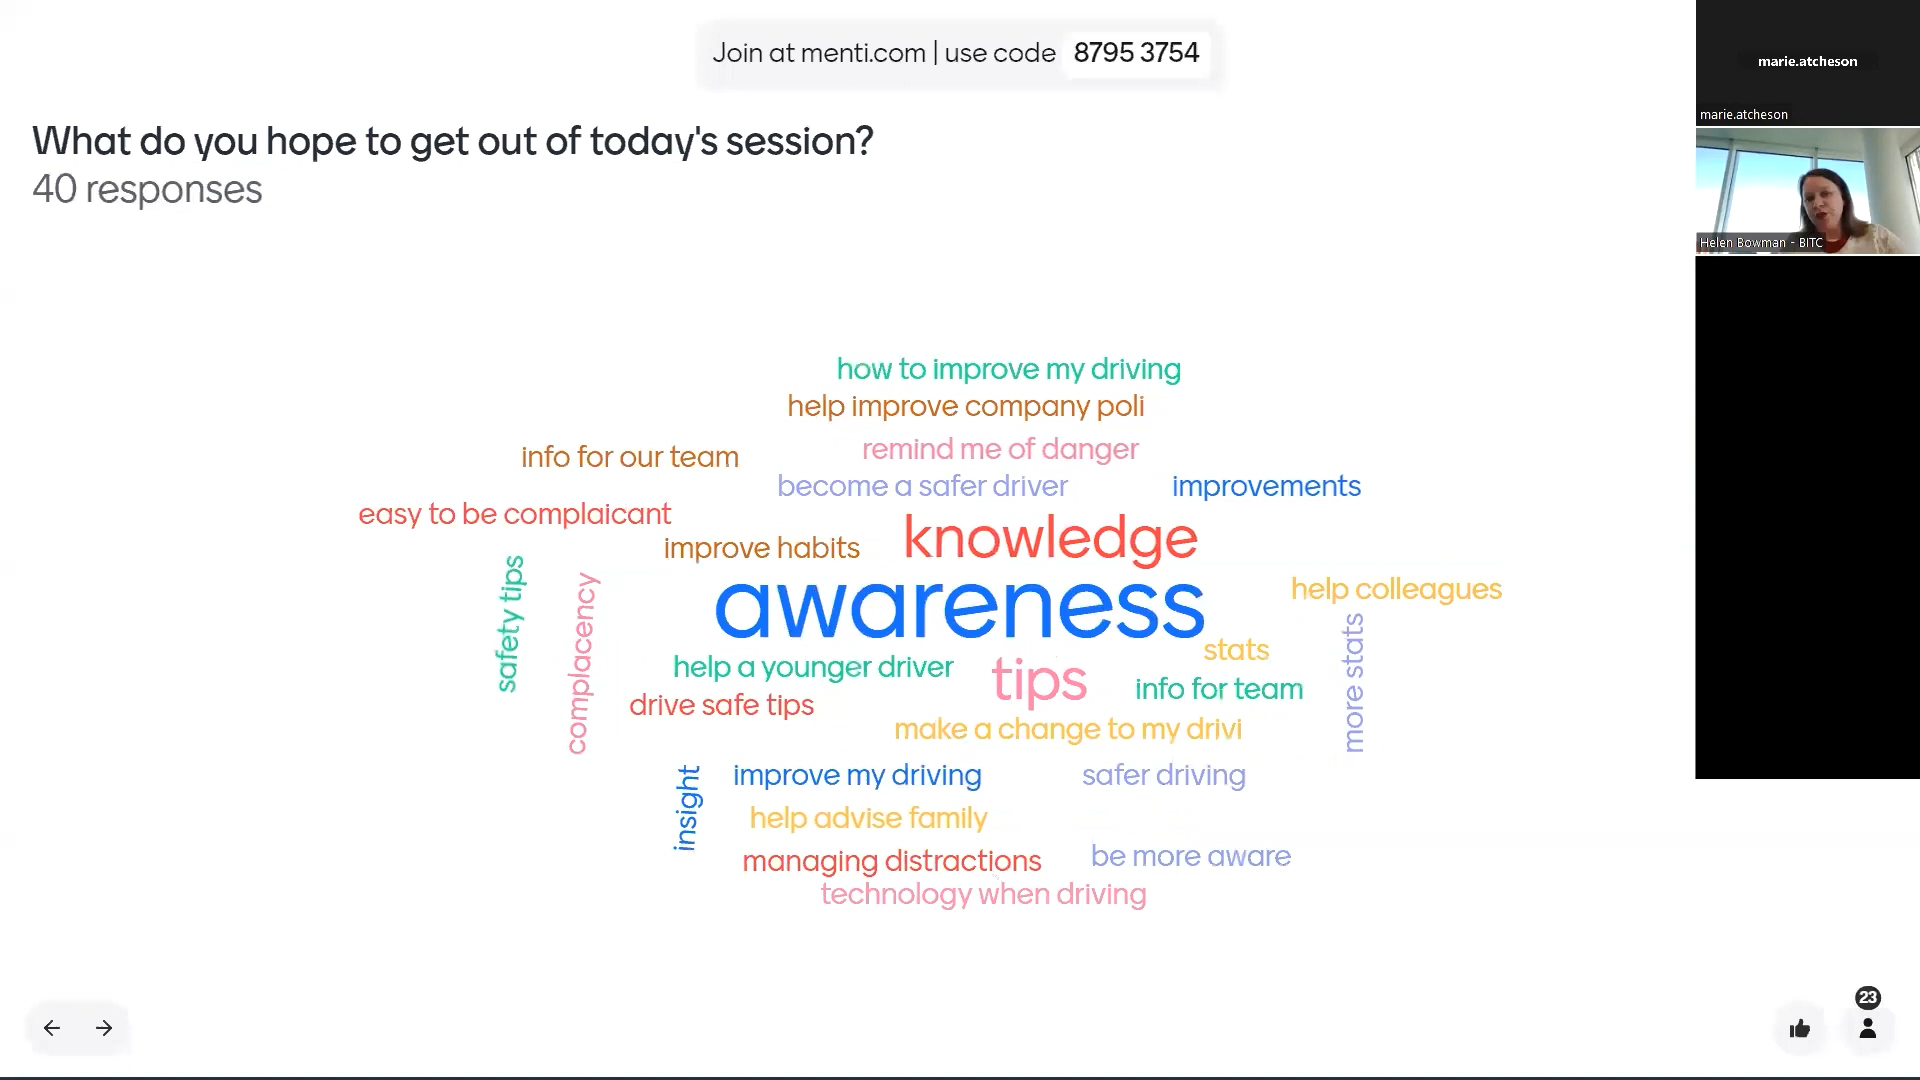 Join at menti.com | use code 8795 3754
What do you hope to get out of today's session?
40 responses
marie.atcheson
marie.atcheson
Helen Bowman - BITC
how to improve my driving
help improve company poli
remind me of danger
info for our team
become a safer driver
improvements
easy to be complaicant
knowledge
improve habits
awareness
help colleagues
safety tips
complacency
stats
more stats
help a younger driver
tips
info for team
drive safe tips
make a change to my drivi
insight
improve my driving
safer driving
help advise family
managing distractions
be more aware
technology when driving
23